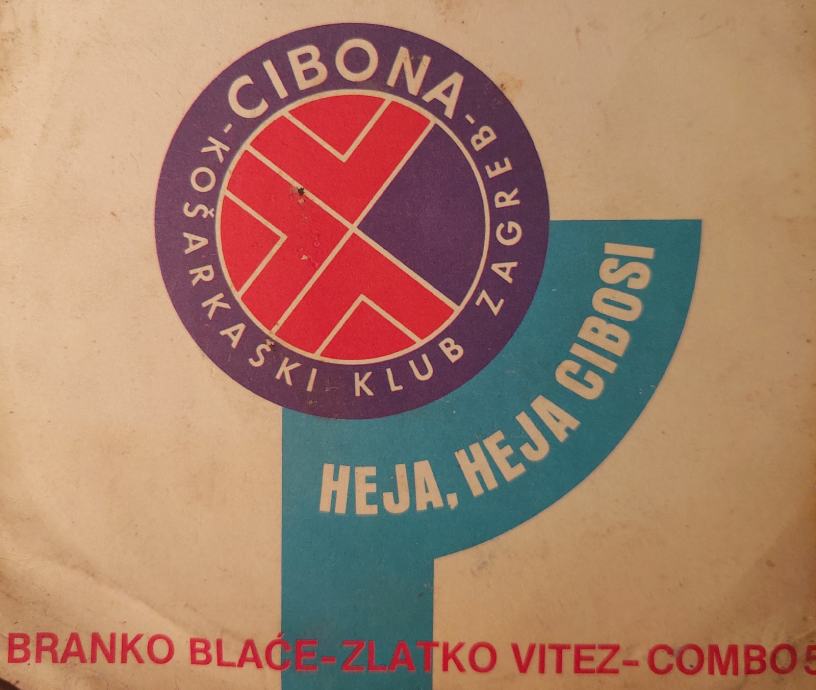 -CIBONA-
KOŠARKAŠKI KLUB ZAGREB
HEJA, HEJA CIBOSI
BRANKO BLAĆE-ZLATKO VITEZ-COMBO 5